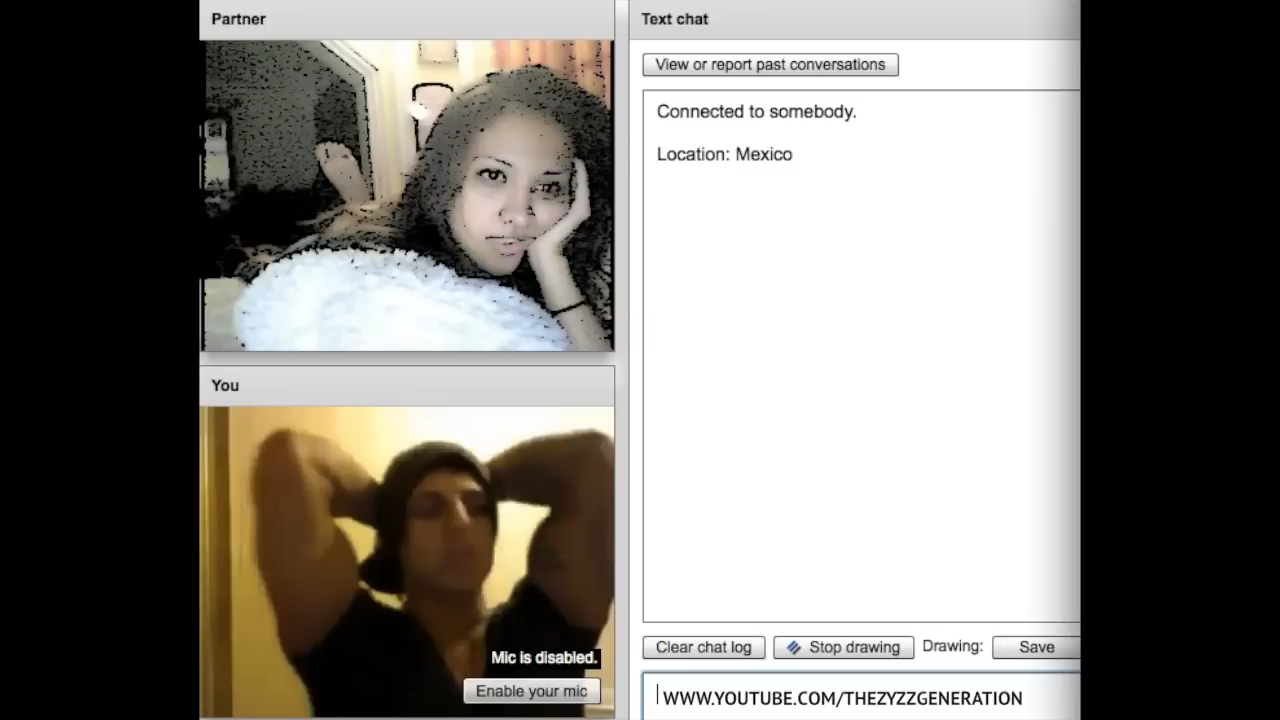 Partner
Text chat
View or report past conversations
Connected to somebody.
Location: Mexico
You
Mic is disabled.
Enable your mic
Clear chat log
Stop drawing
Drawing:
Save
WWW.YOUTUBE.COM/THEZYZZGENERATION